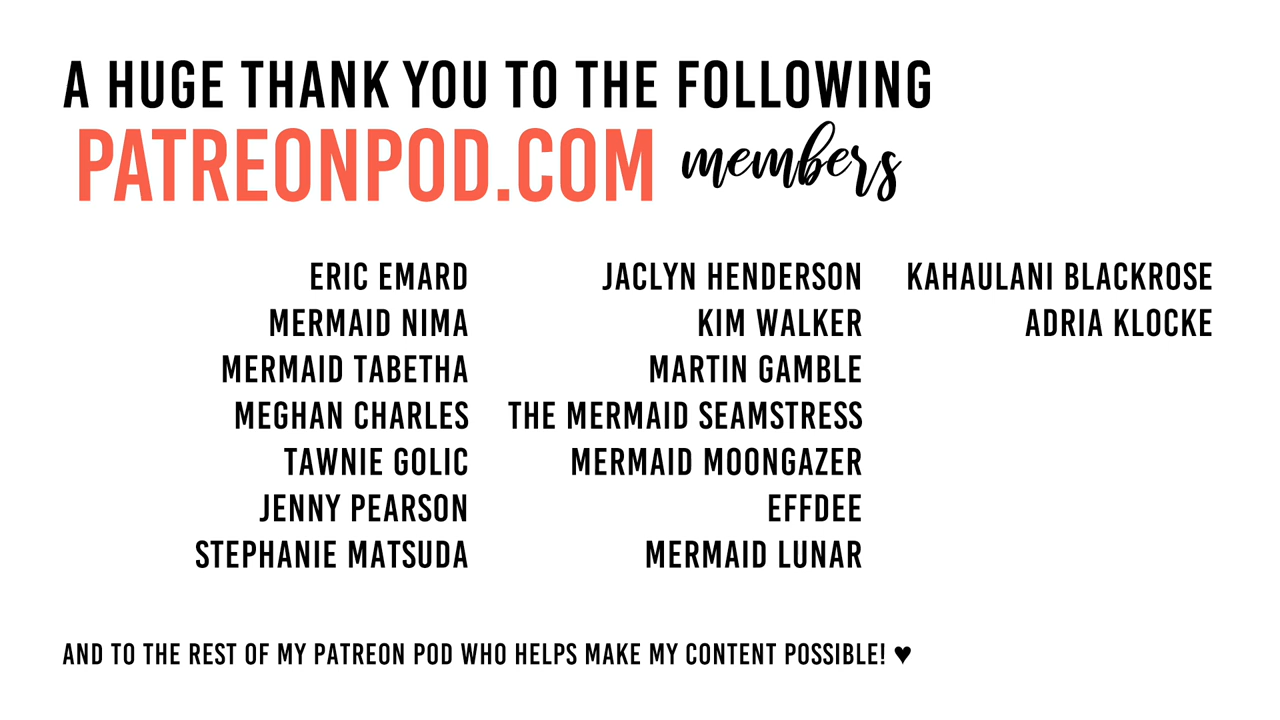 A HUGE THANK YOU TO THE FOLLOWING
PATREONPOD.COM members
ERIC EMARD
MERMAID NIMA
MERMAID TABETHA
MEGHAN CHARLES
TAWNIE GOLIC
JENNY PEARSON
STEPHANIE MATSUDA
JACLYN HENDERSON
KIM WALKER
MARTIN GAMBLE
THE MERMAID SEAMSTRESS
MERMAID MOONGAZER
EFFDEE
MERMAID LUNAR
KAHAULANI BLACKROSE
ADRIA KLOCKE
AND TO THE REST OF MY PATREON POD WHO HELPS MAKE MY CONTENT POSSIBLE! ♥